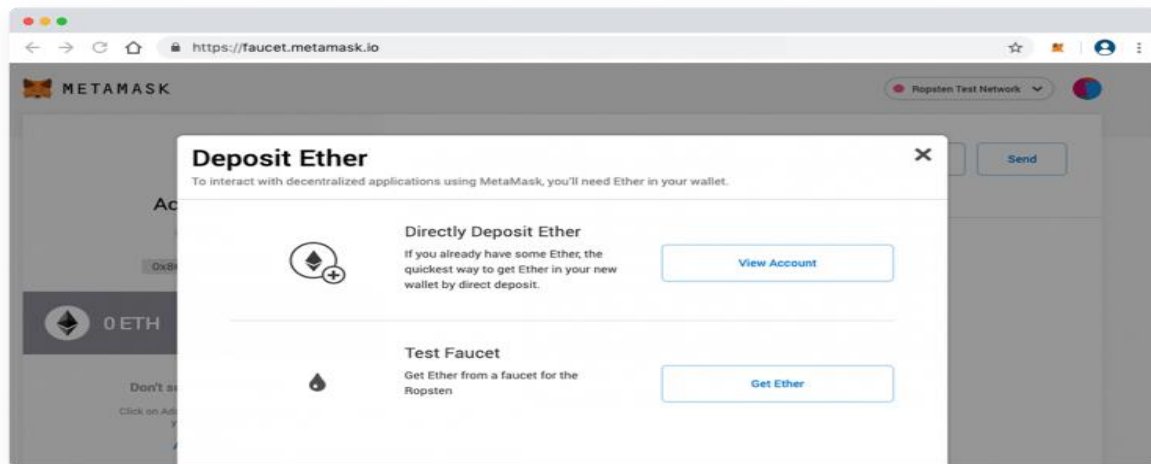 https://faucet.metamask.io
METAMASK
Ropsten Test Network
Deposit Ether
Send
To interact with decentralized applications using MetaMask, you'll need Ether in your wallet.
Ac
Directly Deposit Ether
If you already have some Ether, the
quickest way to get Ether in your new
wallet by direct deposit.
View Account
0 ETH
Test Faucet
Get Ether from a faucet for the
Ropsten
Get Ether
Don't
Click on